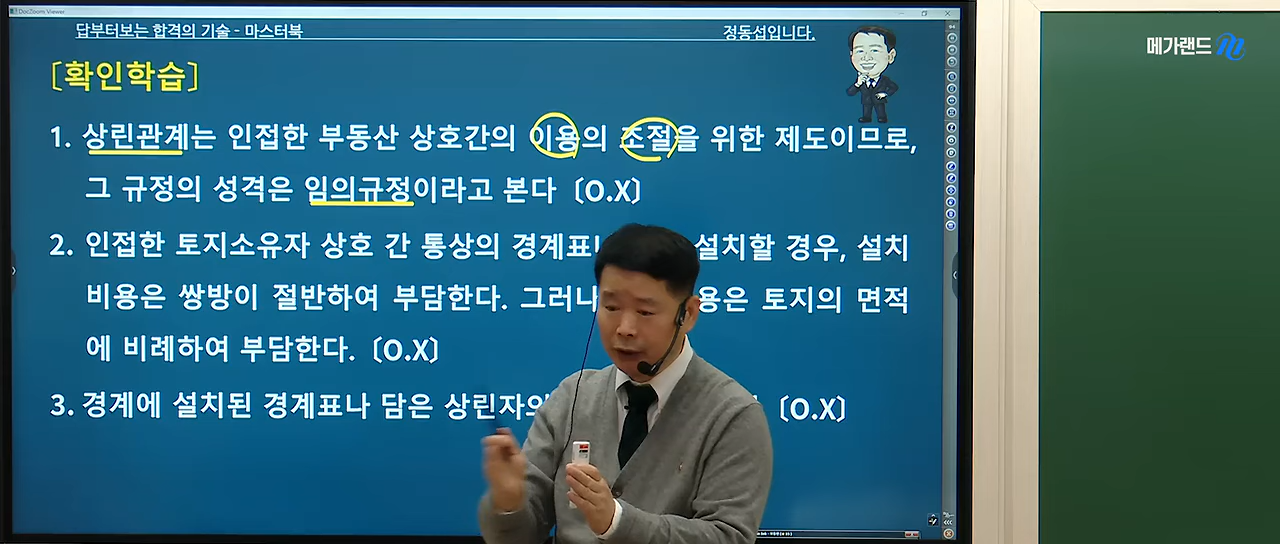 DocZoom Viewer
답부터보는 합격의 기술 - 마스터북
정동섭입니다.
메가랜드
[확인학습]
1. 상린관계는 인접한 부동산 상호간의 이용의 조절을 위한 제도이므로,
그 규정의 성격은 임의규정이라고 본다 [O.X]
2. 인접한 토지소유자 상호 간 통상의 경계표나 설치할 경우, 설치
비용은 쌍방이 절반하여 부담한다. 그러나 용은 토지의 면적
에 비례하여 부담한다. [O.X]
3. 경계에 설치된 경계표나 담은 상린자의 [O.X]